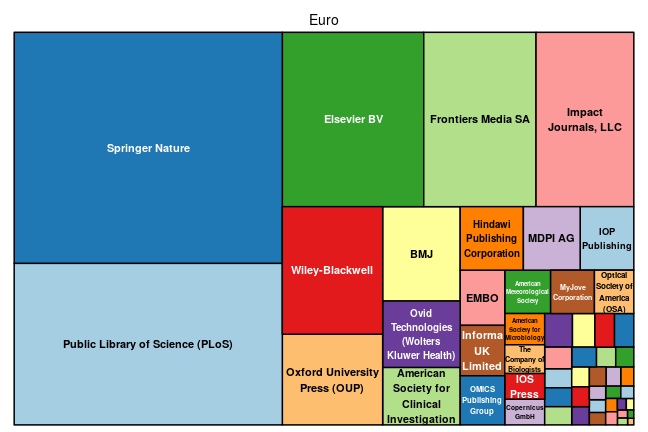 Euro
Springer Nature
Public Library of Science (PLoS)
Elsevier BV
Frontiers Media SA
Impact
Journals, LLC
Wiley-Blackwell
Oxford University
Press (OUP)
BMJ
Ovid
Technologies
(Wolters
Kluwer Health)
American
Society for
Clinical
Investigation
Hindawi
Publishing
Corporation
MDPI AG
IOP
Publishing
EMBO
Informa
UK
Limited
OMICS
Publishing
Group
American
Meteorological
Society
MyJove
Corporation
Optical
Society of
America
(OSA)
American
Society for
Microbiology
The
Company of
Biologists
IOS
Press
Copernicus
GmbH